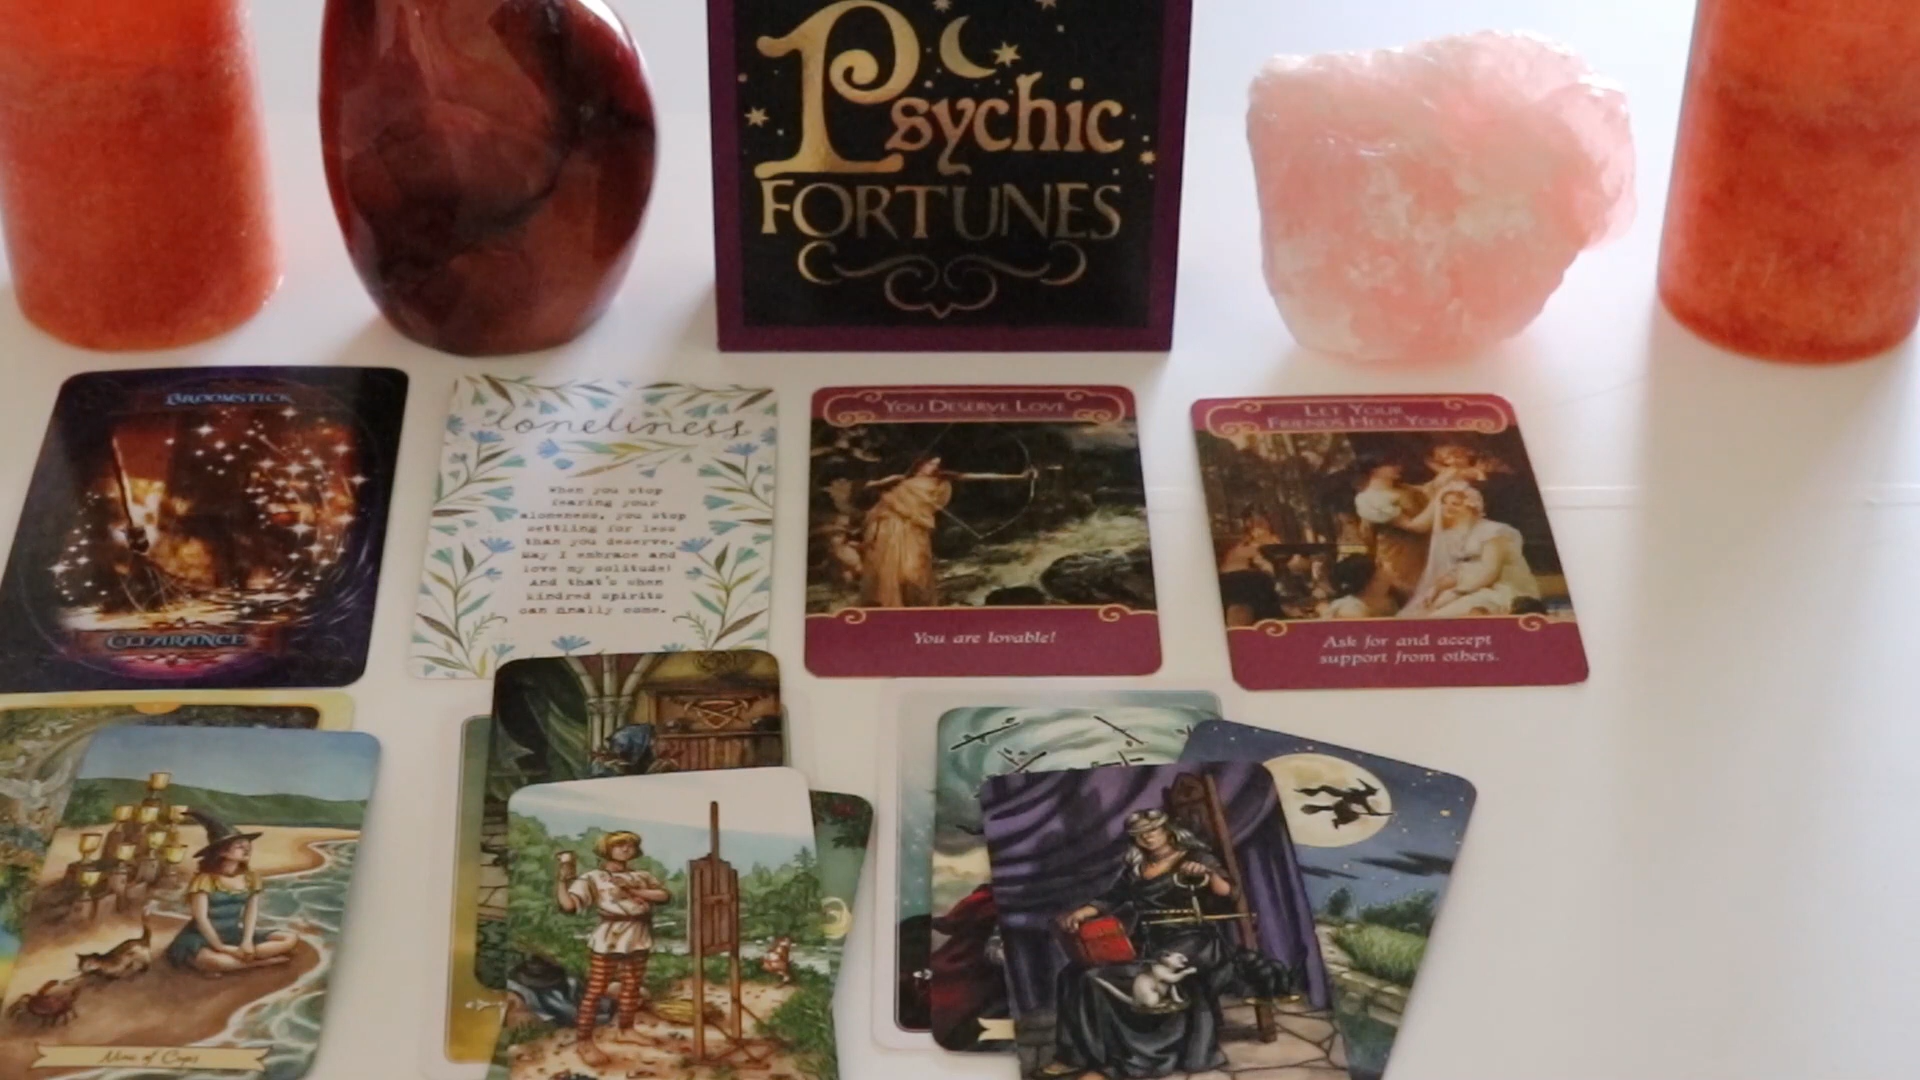 Psychic
FORTUNES
BROOMSTICK
CLEARANCE
loneliness
When you stop
fearing your
aloneness, you stop
settling for less
than you deserve.
May I embrace and
love my solitude!
And that's when
kindred spirits
can finally come.
YOU DESERVE LOVE
You are lovable!
LET YOUR
FRIENDS HELP YOU
Ask for and accept
support from others.
Nine of Cups